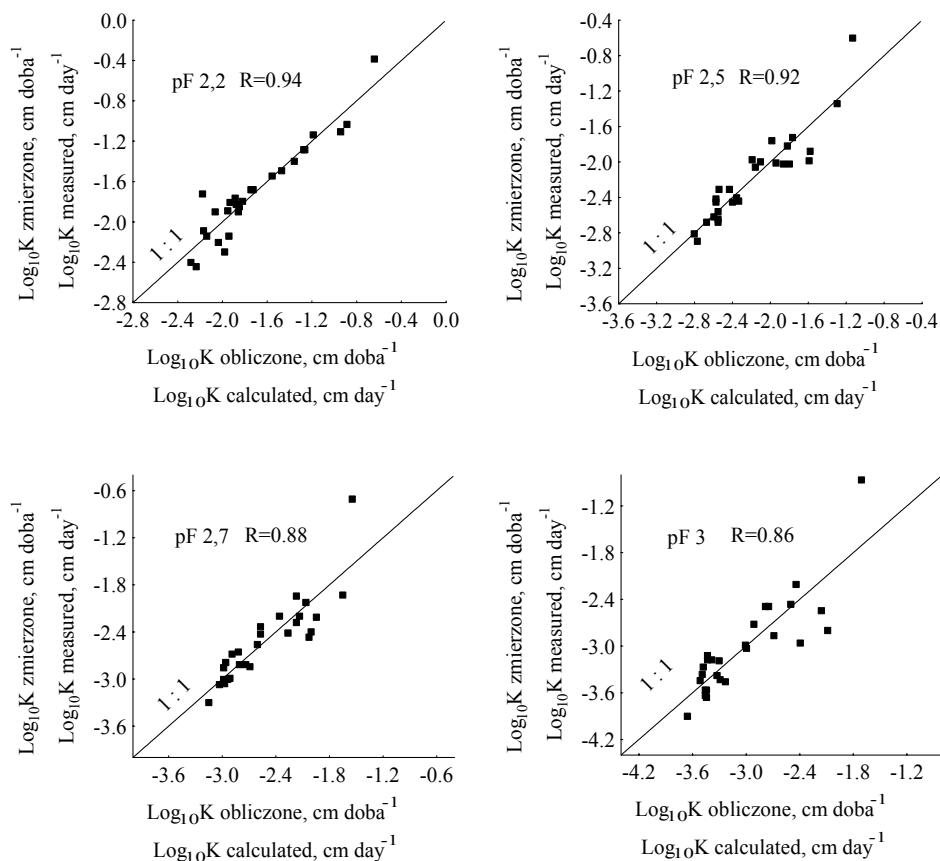 0.0
-0.4
-1.2
-1.6
-2.0
-2.4
-2.8
-2.8 -2.4 -1.6 -1.2 -0.4 0.0
Log₁₀K zmierzone, cm doba⁻¹
Log₁₀K measured, cm day⁻¹
pF 2,2 R=0.94
1 : 1
Log₁₀K obliczone, cm doba⁻¹
Log₁₀K calculated, cm day⁻¹
-0.4
-0.8
-1.2
-1.6
-2.0
-2.4
-2.8
-3.2
-3.6
-3.6 -3.2 -2.8 -2.4 -2.0 -1.6 -1.2 -0.8 -0.4
Log₁₀K zmierzone, cm doba⁻¹
Log₁₀K measured, cm day⁻¹
pF 2,5 R=0.92
1 : 1
Log₁₀K obliczone, cm doba⁻¹
Log₁₀K calculated, cm day⁻¹
-0.6
-1.2
-1.8
-2.4
-3.0
-3.6
-3.6 -3.0 -2.4 -1.8 -1.2 -0.6
Log₁₀K zmierzone, cm doba⁻¹
Log₁₀K measured, cm day⁻¹
pF 2,7 R=0.88
1 : 1
Log₁₀K obliczone, cm doba⁻¹
Log₁₀K calculated, cm day⁻¹
-1.2
-1.8
-2.4
-3.0
-3.6
-4.2
-4.2 -3.6 -3.0 -2.4 -1.8 -1.2
Log₁₀K zmierzone, cm doba⁻¹
Log₁₀K measured, cm day⁻¹
pF 3 R=0.86
1 : 1
Log₁₀K obliczone, cm doba⁻¹
Log₁₀K calculated, cm day⁻¹